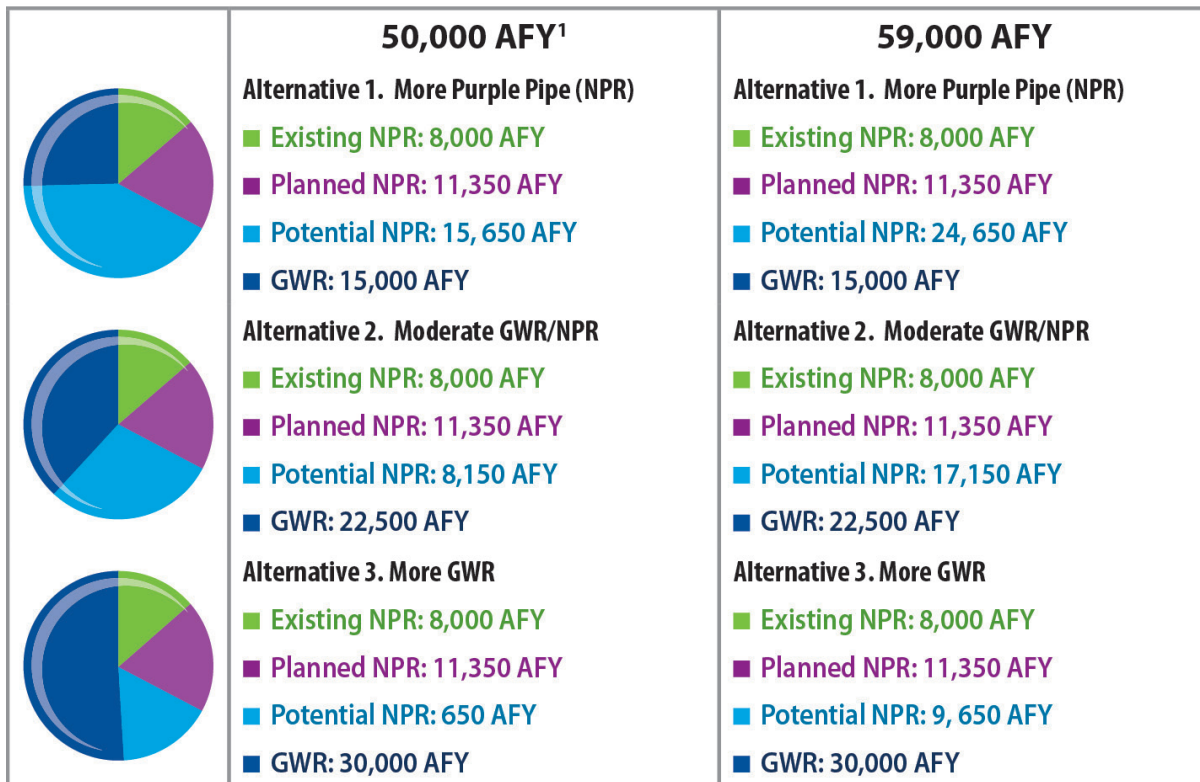 50,000 AFY¹
Alternative 1. More Purple Pipe (NPR)
Existing NPR: 8,000 AFY
Planned NPR: 11,350 AFY
Potential NPR: 15, 650 AFY
GWR: 15,000 AFY
Alternative 2. Moderate GWR/NPR
Existing NPR: 8,000 AFY
Planned NPR: 11,350 AFY
Potential NPR: 8,150 AFY
GWR: 22,500 AFY
Alternative 3. More GWR
Existing NPR: 8,000 AFY
Planned NPR: 11,350 AFY
Potential NPR: 650 AFY
GWR: 30,000 AFY
59,000 AFY
Alternative 1. More Purple Pipe (NPR)
Existing NPR: 8,000 AFY
Planned NPR: 11,350 AFY
Potential NPR: 24, 650 AFY
GWR: 15,000 AFY
Alternative 2. Moderate GWR/NPR
Existing NPR: 8,000 AFY
Planned NPR: 11,350 AFY
Potential NPR: 17,150 AFY
GWR: 22,500 AFY
Alternative 3. More GWR
Existing NPR: 8,000 AFY
Planned NPR: 11,350 AFY
Potential NPR: 9, 650 AFY
GWR: 30,000 AFY